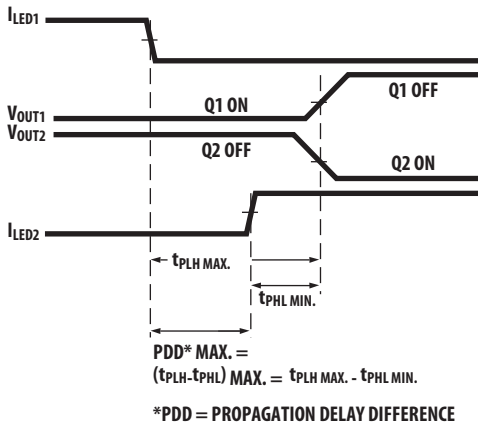 ILED1
Q1 ON
Q1 OFF
VOUT1
VOUT2
Q2 OFF
Q2 ON
ILED2
tPLH MAX.
tPHL MIN.
PDD* MAX. =
(tPLH-tPHL) MAX. = tPLH MAX. - tPHL MIN.
*PDD = PROPAGATION DELAY DIFFERENCE